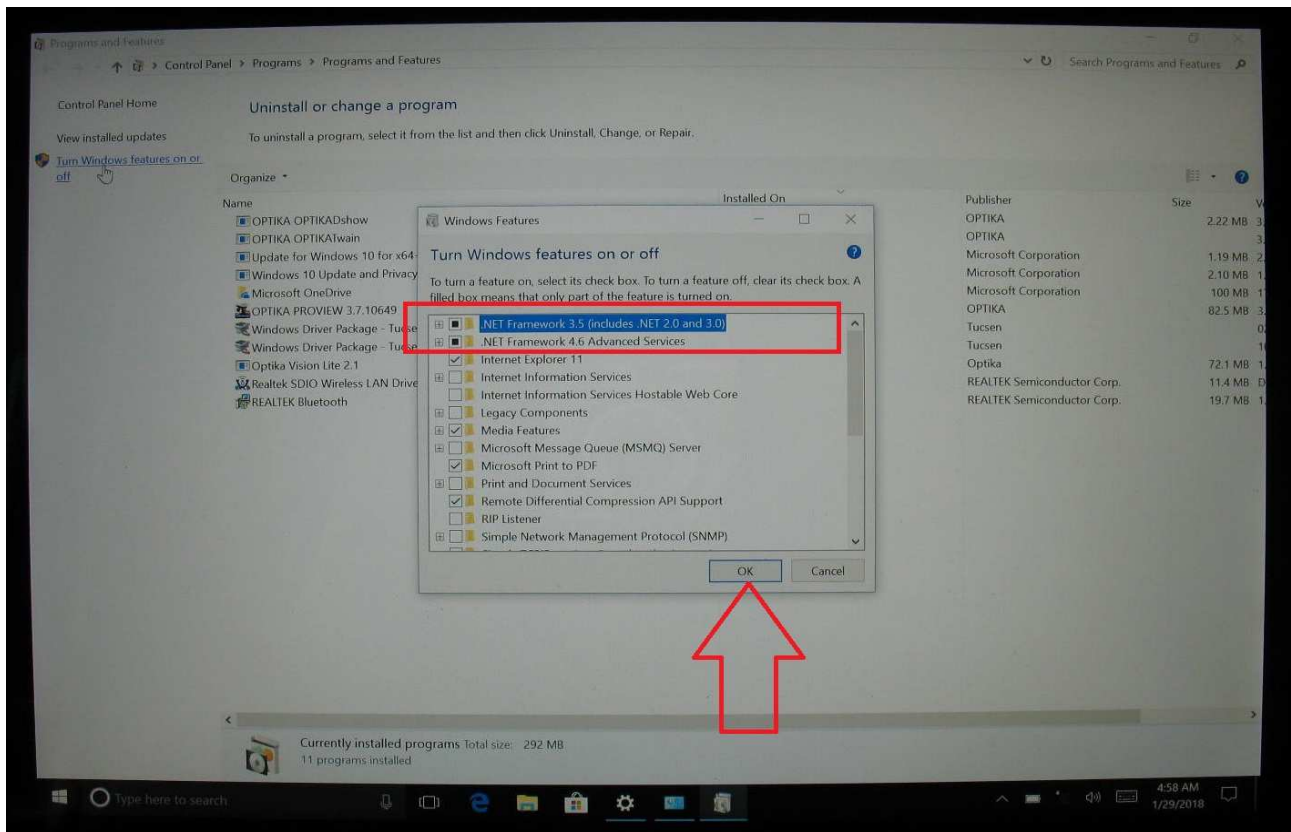 Programs and Features
Control Panel > Programs > Programs and Features
Search Programs and Features
Control Panel Home
View installed updates
Turn Windows features on or
off
Uninstall or change a program
To uninstall a program, select it from the list and then click Uninstall, Change, or Repair.
Organize
Name
Installed On
Publisher
Size
OPTIKA OPTIKADshow
OPTIKA
2.22 MB
OPTIKA OPTIKATwain
OPTIKA
Update for Windows 10 for x64-
Microsoft Corporation
1.19 MB
Windows 10 Update and Privacy
Microsoft Corporation
2.10 MB
Microsoft OneDrive
Microsoft Corporation
100 MB
OPTIKA PROVIEW 3.7.10649
OPTIKA
82.5 MB
Windows Driver Package - Tucse
Tucsen
Windows Driver Package - Tucse
Tucsen
Optika Vision Lite 2.1
Optika
72.1 MB
Realtek SDIO Wireless LAN Drive
REALTEK Semiconductor Corp.
11.4 MB
REALTEK Bluetooth
REALTEK Semiconductor Corp.
19.7 MB
Windows Features
Turn Windows features on or off
To turn a feature on, select its check box. To turn a feature off, clear its check box. A
filled box means that only part of the feature is turned on.
.NET Framework 3.5 (includes .NET 2.0 and 3.0)
.NET Framework 4.6 Advanced Services
Internet Explorer 11
Internet Information Services
Internet Information Services Hostable Web Core
Legacy Components
Media Features
Microsoft Message Queue (MSMQ) Server
Microsoft Print to PDF
Print and Document Services
Remote Differential Compression API Support
RIP Listener
Simple Network Management Protocol (SNMP)
OK
Cancel
Currently installed programs Total size: 292 MB
11 programs installed
Type here to search
4:58 AM
1/29/2018